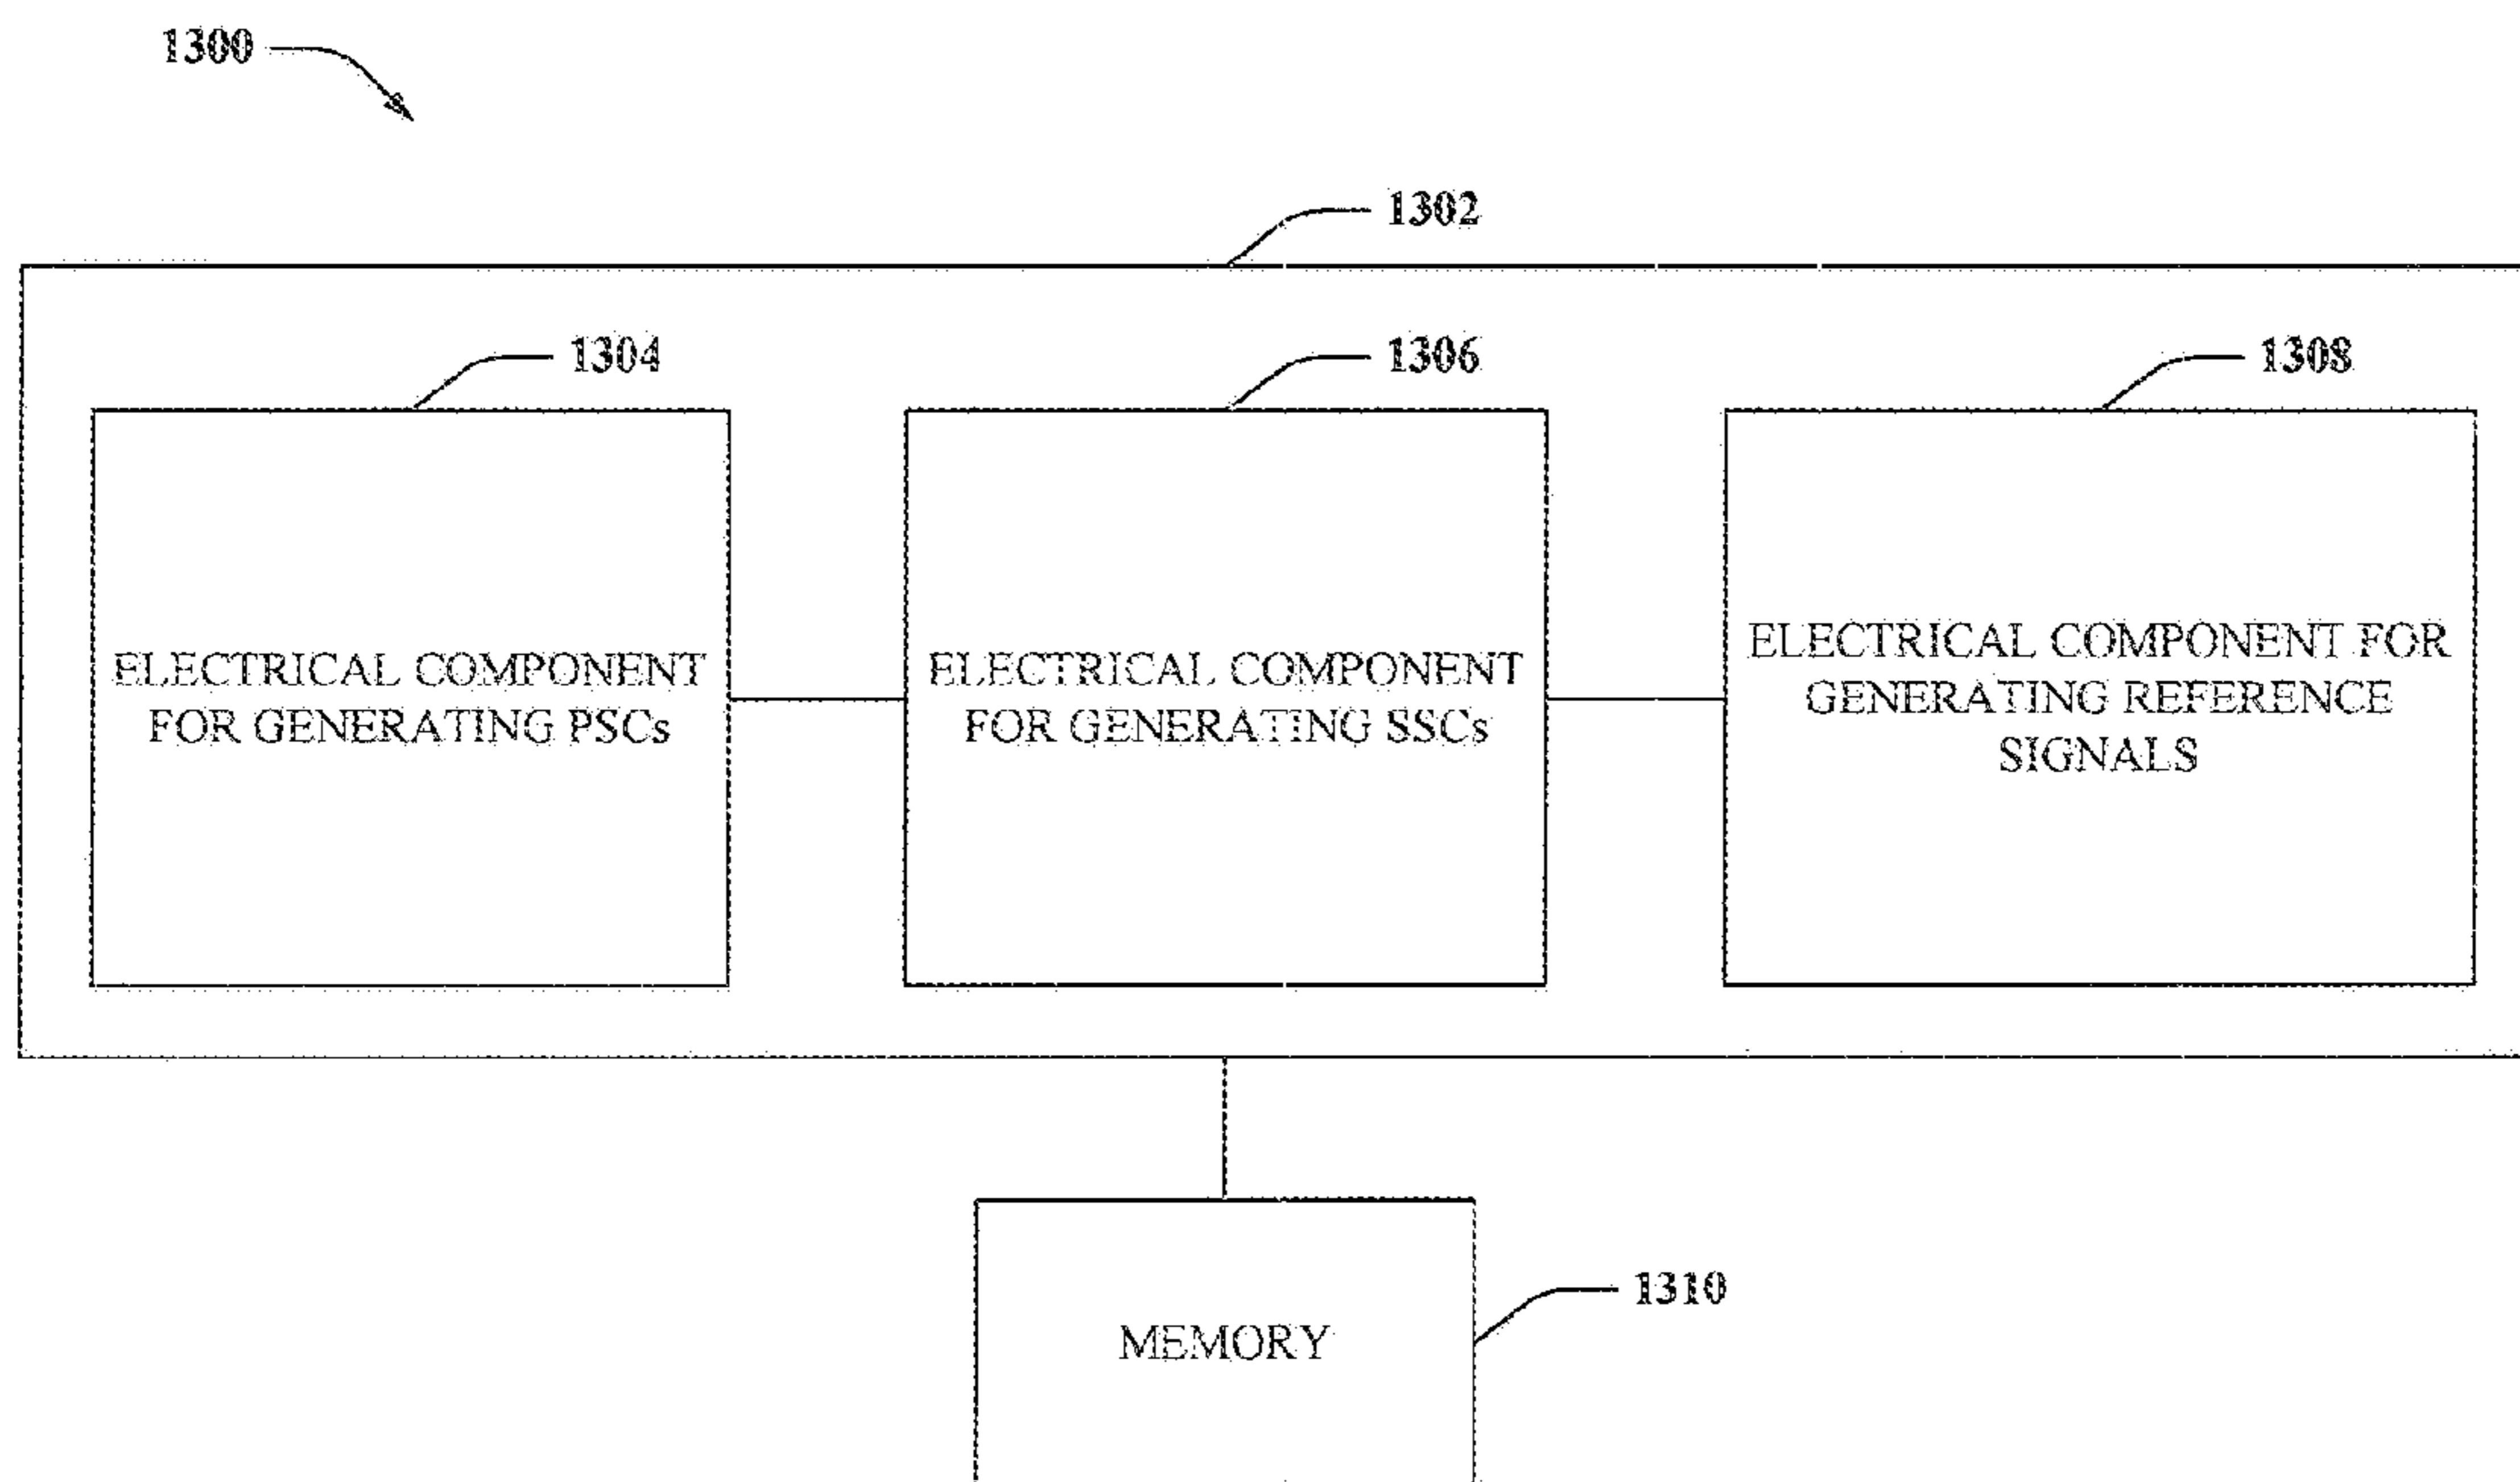 1300
1302
1304
1306
1308
ELECTRICAL COMPONENT
FOR GENERATING PSCs
ELECTRICAL COMPONENT
FOR GENERATING SSCs
ELECTRICAL COMPONENT FOR
GENERATING REFERENCE
SIGNALS
1310
MEMORY